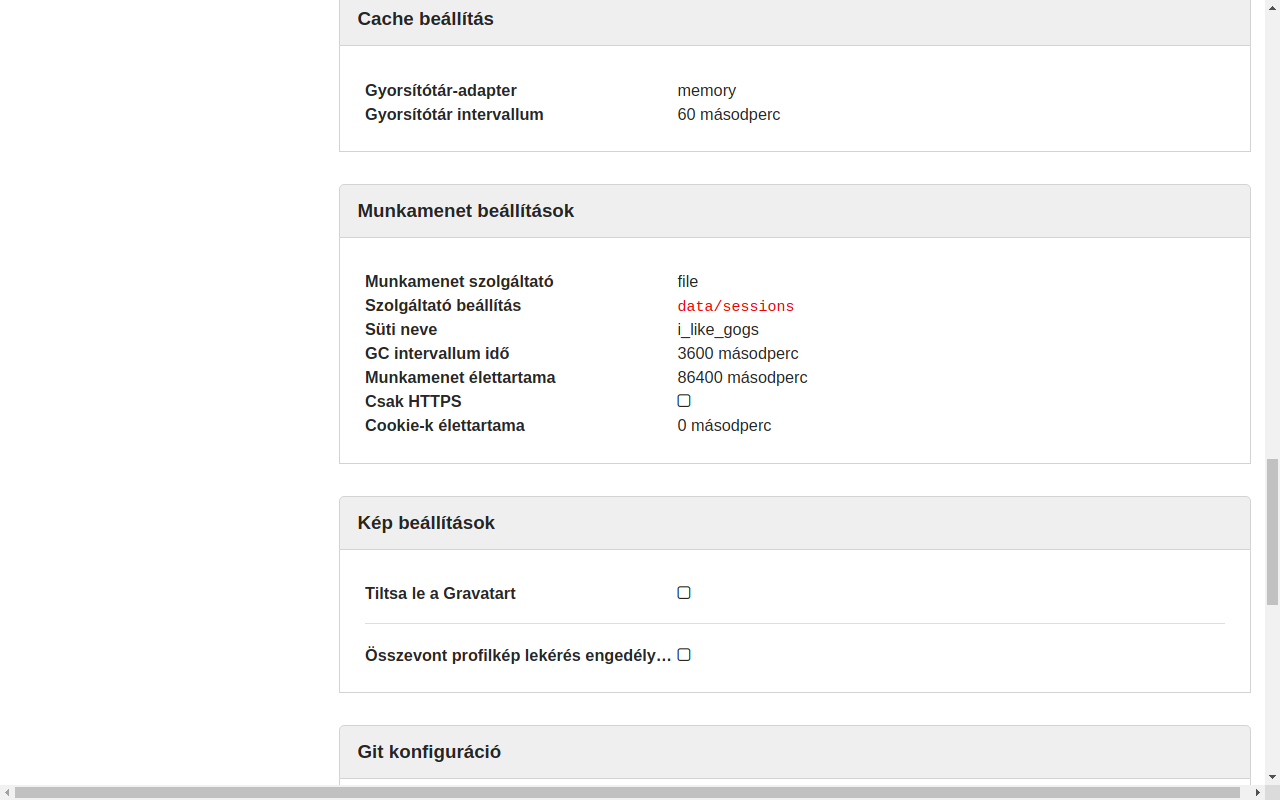 Cache beállítás
Gyorsítótár-adapter memory
Gyorsítótár intervallum 60 másodperc
Munkamenet beállítások
Munkamenet szolgáltató file
Szolgáltató beállítás data/sessions
Süti neve i_like_gogs
GC intervallum idő 3600 másodperc
Munkamenet élettartama 86400 másodperc
Csak HTTPS
Cookie-k élettartama 0 másodperc
Kép beállítások
Tiltsa le a Gravatart
Összevont profilkép lekérés engedély…
Git konfiguráció